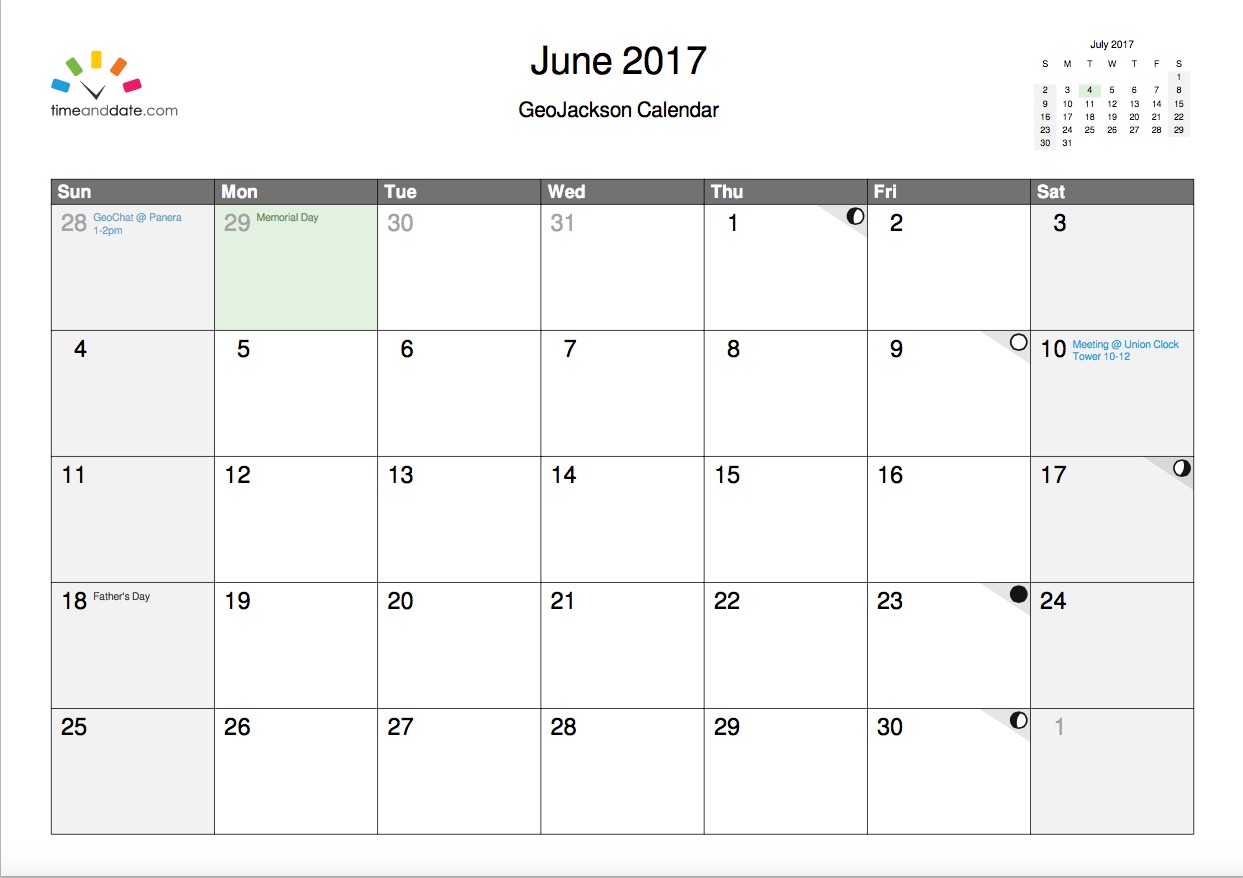 timeanddate.com
June 2017
GeoJackson Calendar
July 2017
S M T W T F S
1
2 3 4 5 6 7 8
9 10 11 12 13 14 15
16 17 18 19 20 21 22
23 24 25 26 27 28 29
30 31
Sun Mon Tue Wed Thu Fri Sat
28 GeoChat @ Panera
1-2pm
29 Memorial Day
30
31
1
2
3
4
5
6
7
8
9
10 Meeting @ Union Clock
Tower 10-12
11
12
13
14
15
16
17
18 Father's Day
19
20
21
22
23
24
25
26
27
28
29
30
1